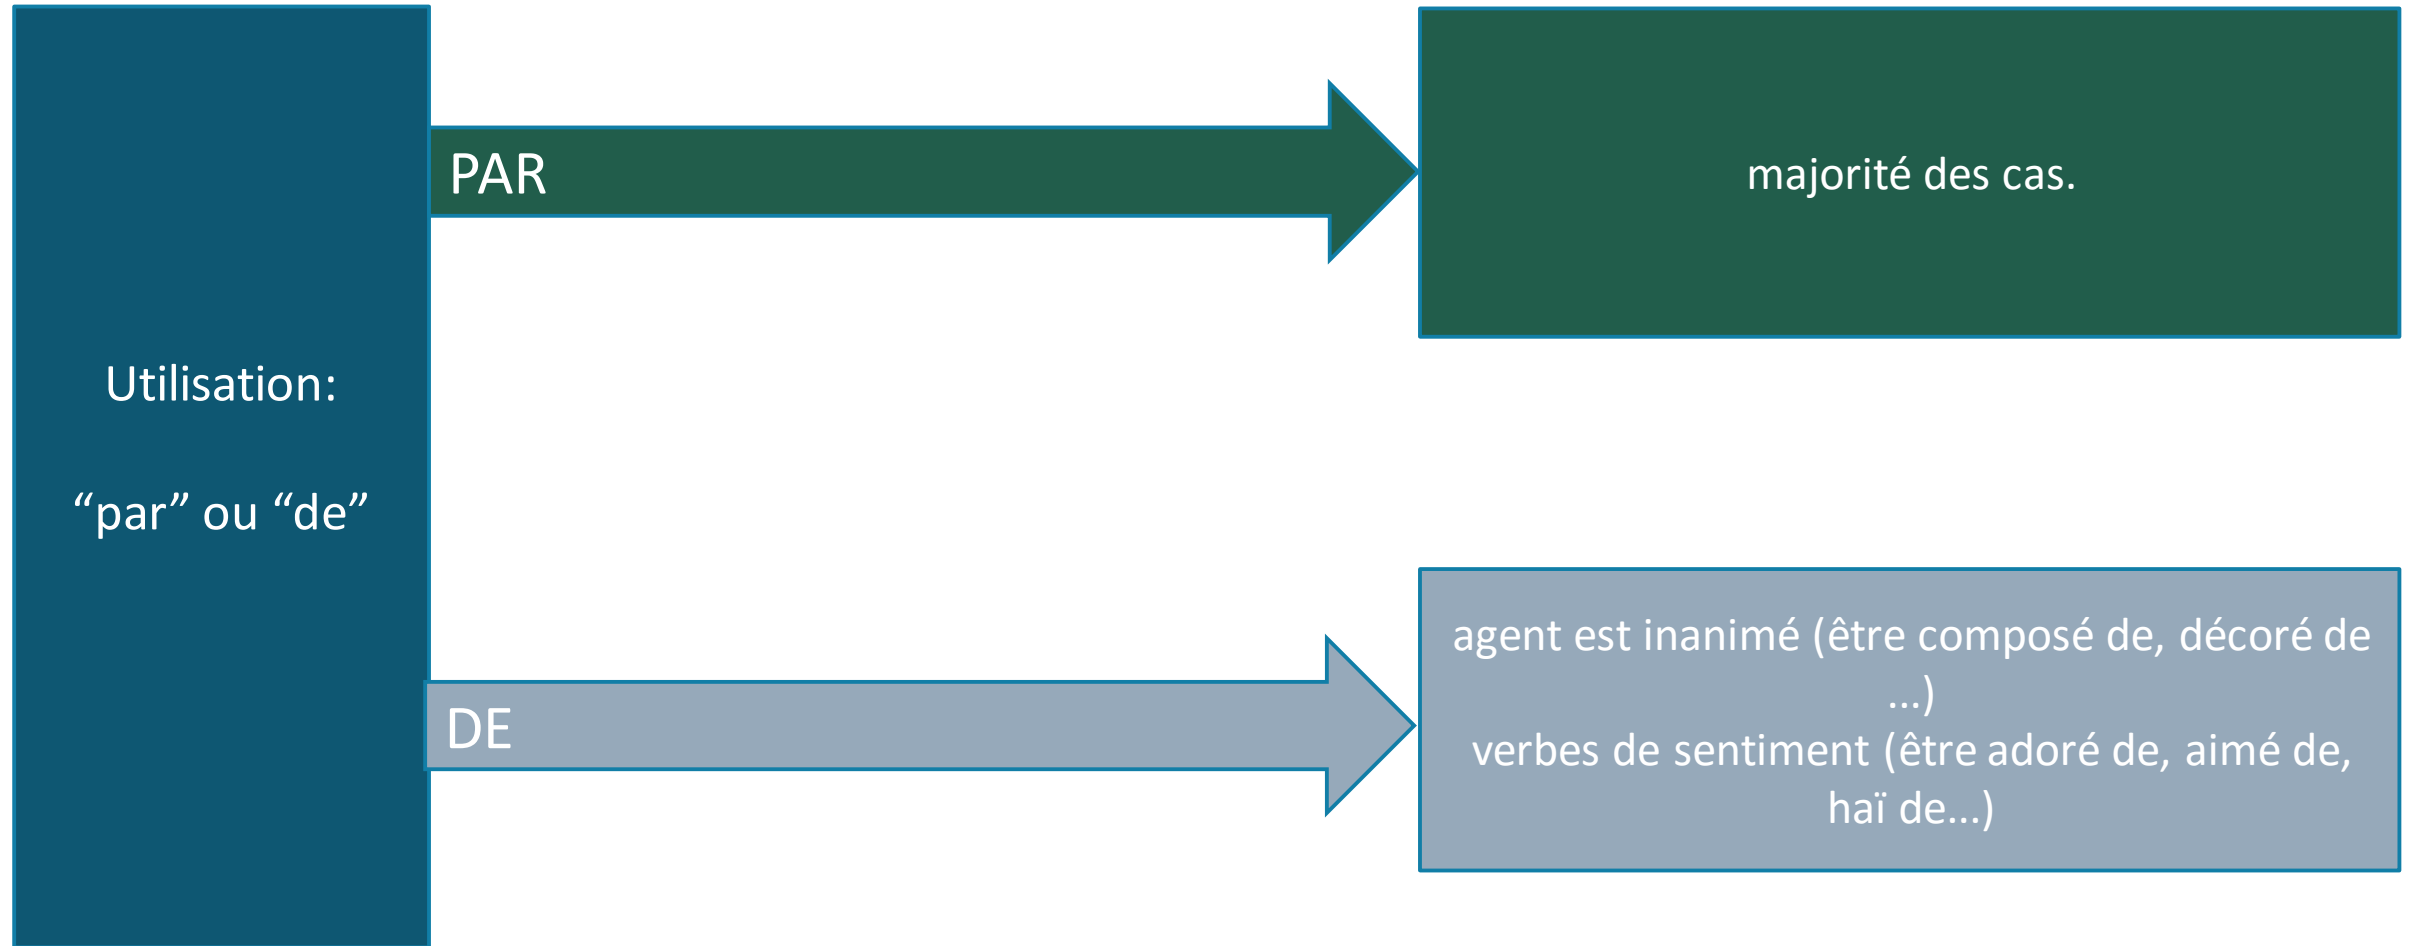 Utilisation:
“par” ou “de”
PAR
majorité des cas.
DE
agent est inanimé (être composé de, décoré de
...)
verbes de sentiment (être adoré de, aimé de,
haï de...)